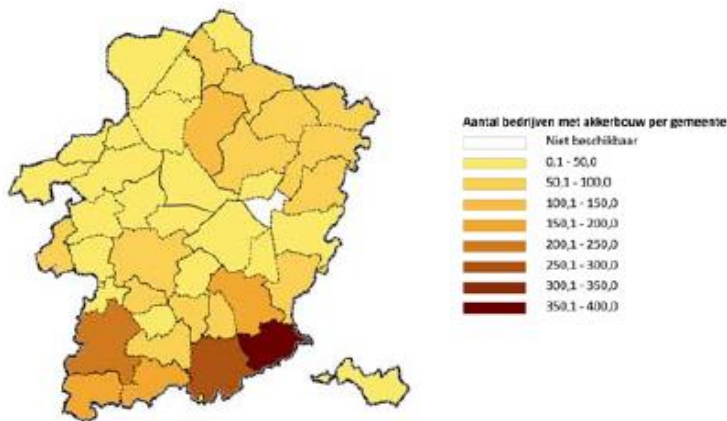 Aantal bedrijven met akkerbouw per gemeente
Niet beschikbaar
0,1 - 50,0
50,1 - 100,0
100,1 - 150,0
150,1 - 200,0
200,1 - 250,0
250,1 - 300,0
300,1 - 350,0
350,1 - 400,0